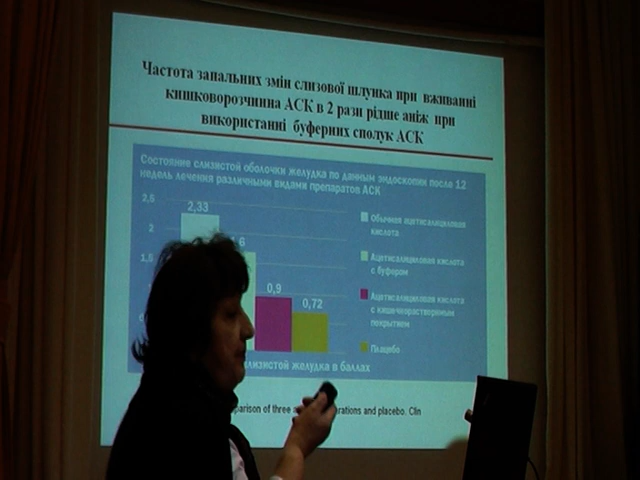 Частота запальних змін слизової шлунка при вживанні
кишковорозчинна АСК в 2 рази рідше аніж при
використанні буферних сполук АСК
Состояние слизистой оболочки желудка по данным эндоскопии после 12
недель лечения различными видами препаратов АСК
2,5
2,33
2
6
1,5
0,9
0,72
Обычная ацетилсалициловая
кислота
Ацетилсалициловая кислота
с буфером
Ацетилсалициловая кислота
с кишечнорастворимым
покрытием
Плацебо
лизистой желудка в баллах
parison of three a rations and placebo. Clin